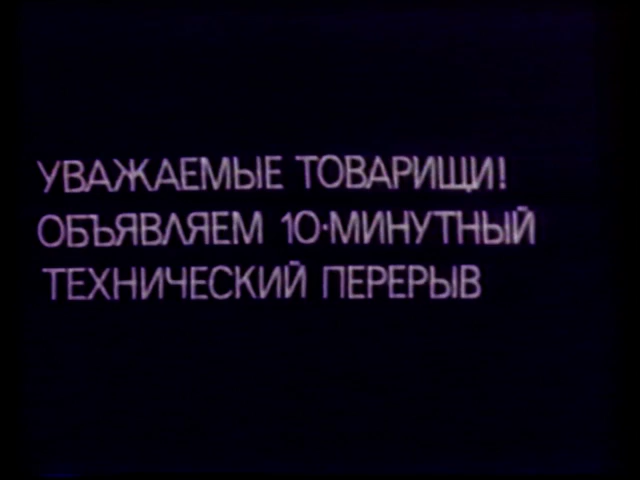 УВАЖАЕМЫЕ ТОВАРИЩИ!
ОБЪЯВЛЯЕМ 10-МИНУТНЫЙ
ТЕХНИЧЕСКИЙ ПЕРЕРЫВ